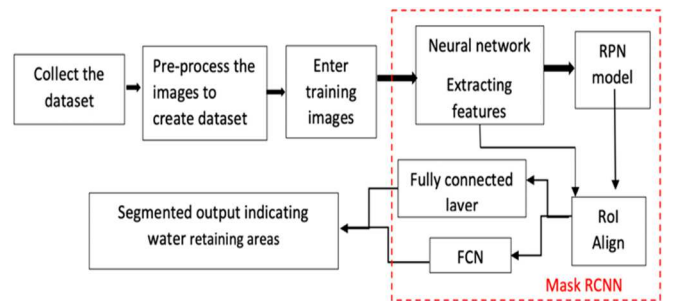 Collect the
dataset
Pre-process the
images to
create dataset
Enter
training
images
Neural network
Extracting
features
RPN
model
Fully connected
laver
RoI
Align
FCN
Segmented output indicating
water retaining areas
Mask RCNN